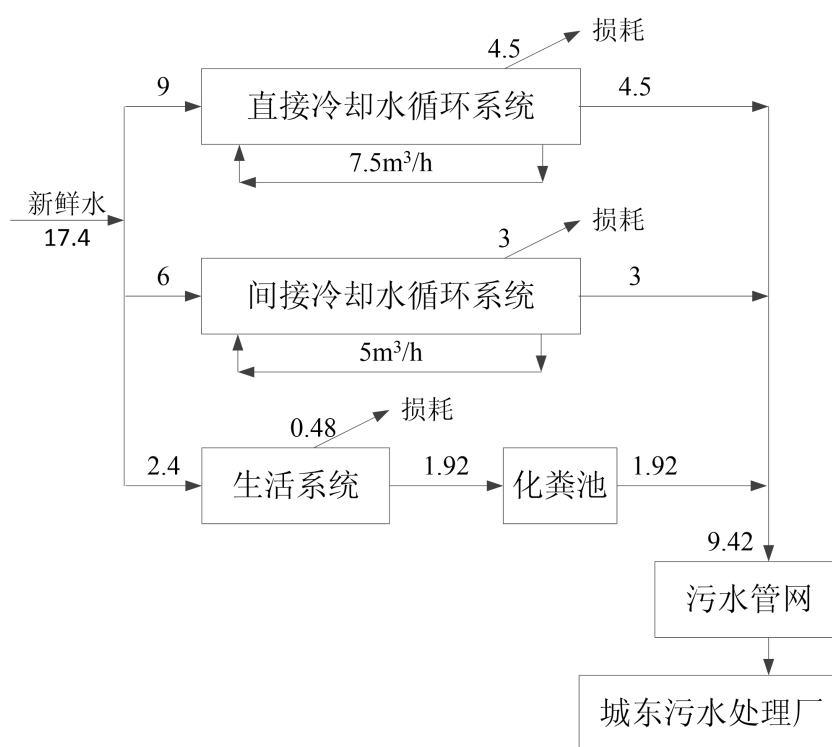 4.5
损耗
9
直接冷却水循环系统
4.5
7.5m³/h
新鲜水
17.4
3
损耗
6
间接冷却水循环系统
3
5m³/h
0.48
损耗
2.4
生活系统
1.92
化粪池
1.92
9.42
污水管网
城东污水处理厂